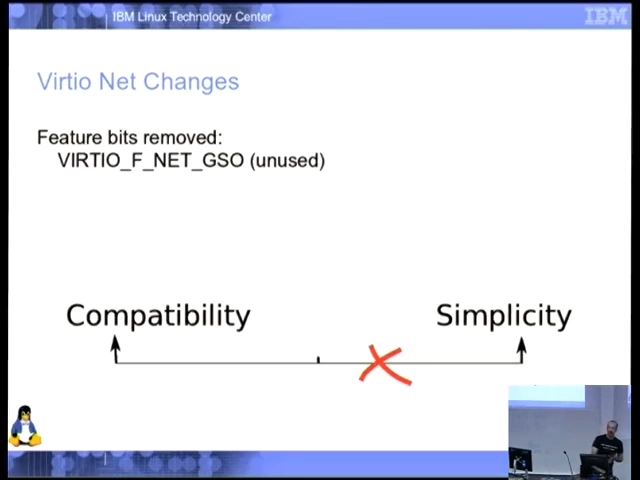 IBM Linux Technology Center
IBM
Virtio Net Changes
Feature bits removed:
VIRTIO_F_NET_GSO (unused)
Compatibility
Simplicity